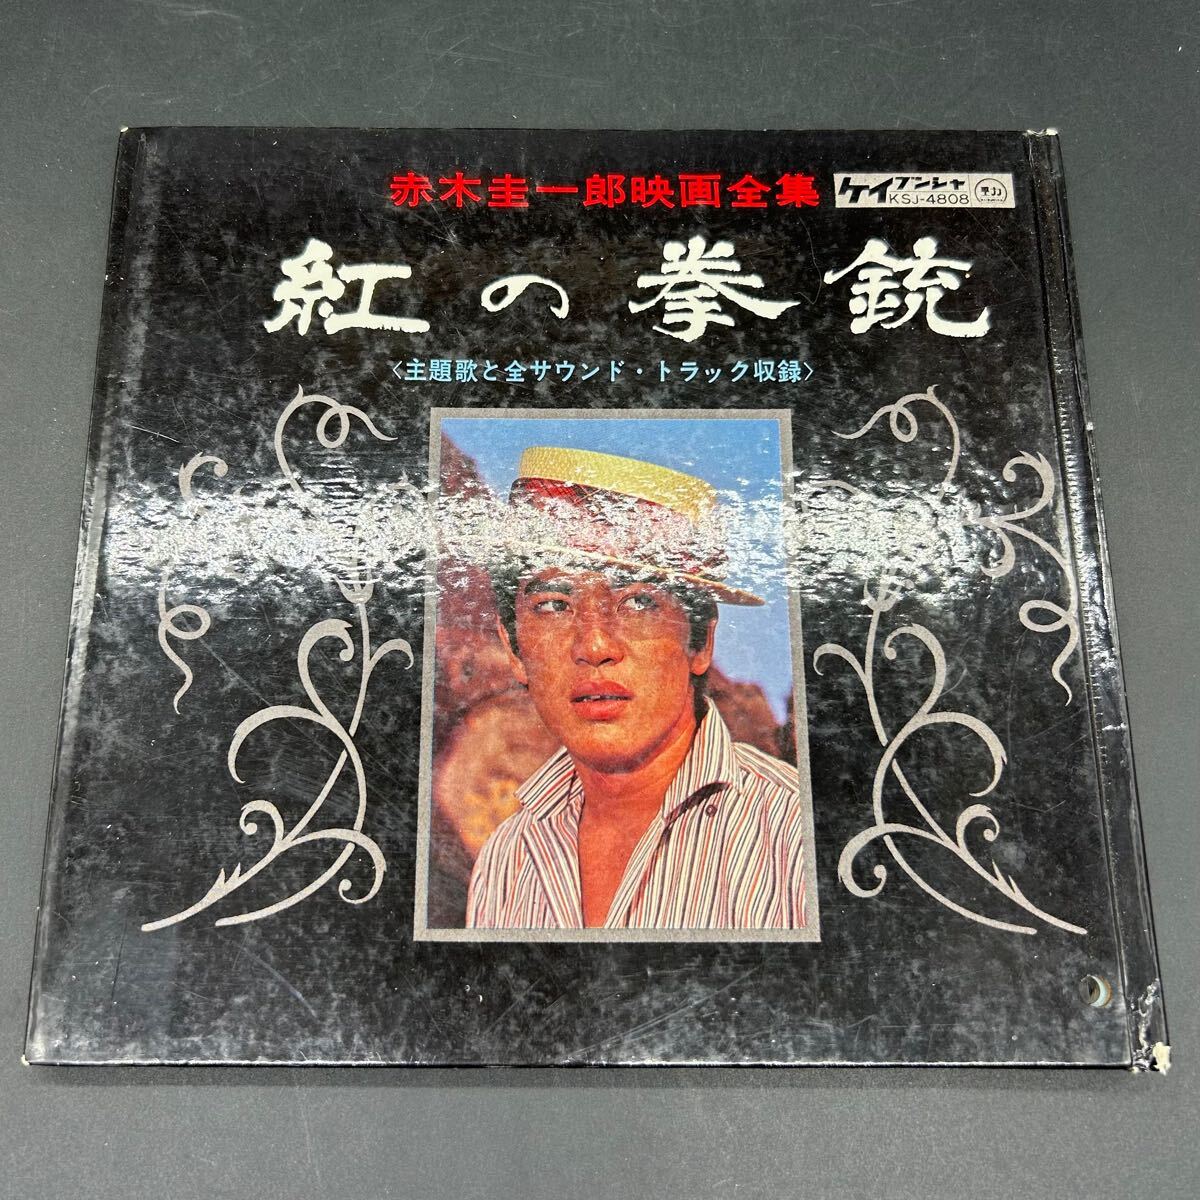 赤木圭一郎映画全集
ケイブンシャ
KSJ-4808
紅の拳銃
〈主題歌と全サウンド・トラック収録〉